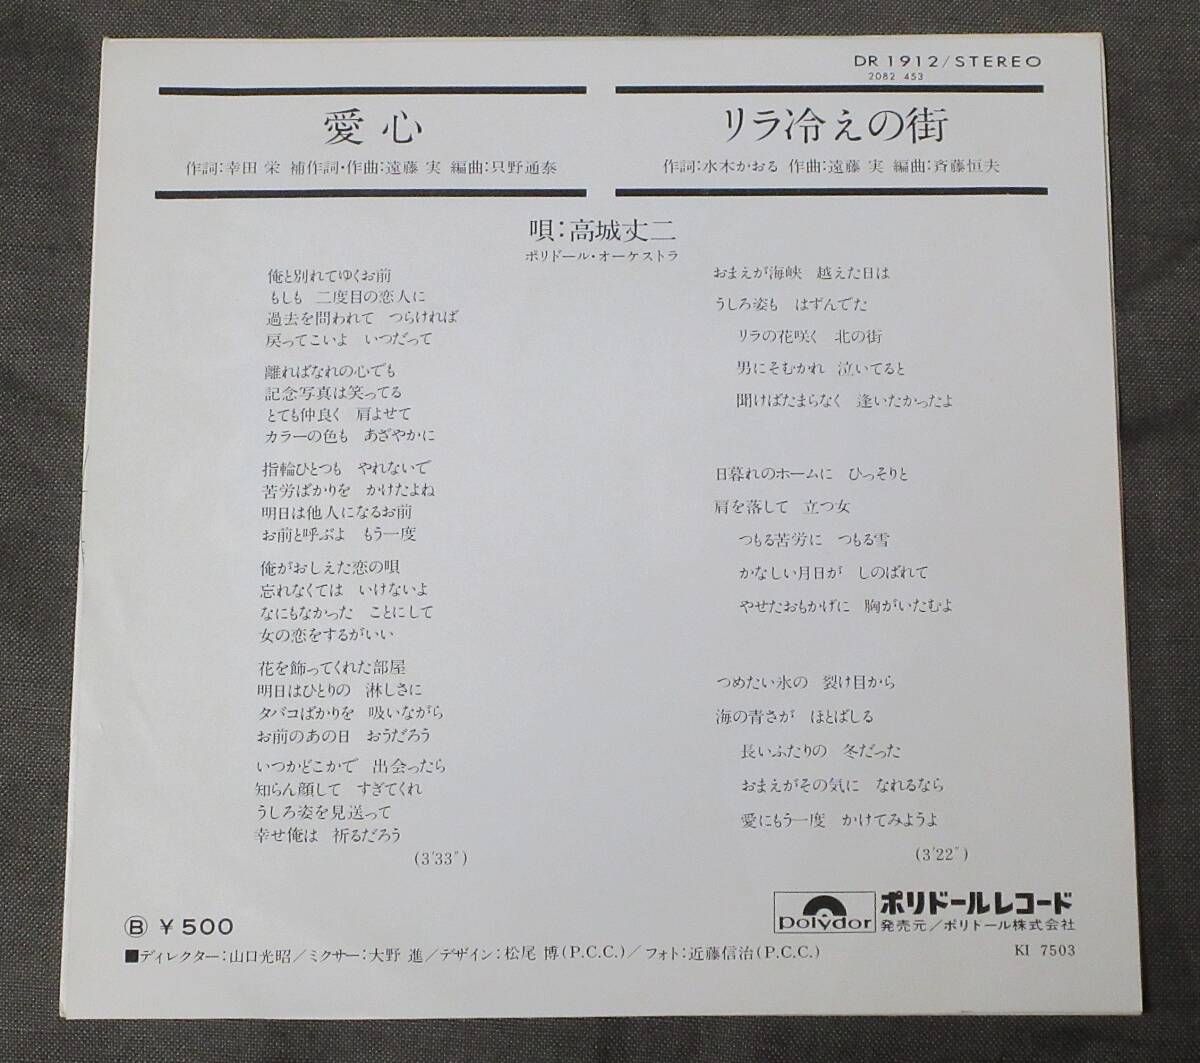 DR 1912/STEREO
2082 453
愛心
作詞:幸田 栄 補作詞・作曲:遠藤 実 編曲:只野通泰
リラ冷えの街
作詞:水木かおる 作曲:遠藤 実 編曲:斉藤恒夫
唄:高城丈二
ポリドール・オーケストラ
俺と別れてゆくお前
もしも 二度目の恋人に
過去を問われて つらければ
戻ってこいよ いつだって
離ればなれの心でも
記念写真は笑ってる
とても仲良く 肩よせて
カラーの色も あざやかに
指輪ひとつも やれないで
苦労ばかりを かけたよね
明日は他人になるお前
お前と呼ぶよ もう一度
俺がおしえた恋の唄
忘れなくては いけないよ
なにもなかった ことにして
女の恋をするがいい
花を飾ってくれた部屋
明日はひとりの 淋しさに
タバコばかりを 吸いながら
お前のあの日 おうだろう
いつかどこかで 出会ったら
知らん顔して すぎてくれ
うしろ姿を見送って
幸せ俺は 祈るだろう
(3'33")
おまえが海峡 越えた日は
うしろ姿も はずんでた
リラの花咲く 北の街
男にそむかれ 泣いてると
聞けばたまらなく 逢いたかったよ
日暮れのホームに ひっそりと
肩を落して 立つ女
つもる苦労に つもる雪
かなしい月日が しのばれて
やせたおもかげに 胸がいたむよ
つめたい氷の 裂け目から
海の青さが ほとばしる
長いふたりの 冬だった
おまえがその気に なれるなら
愛にもう一度 かけてみようよ
(3'22")
Ⓑ ¥500
polydor ポリドールレコード
発売元/ポリドール株式会社
■ディレクター:山口光昭/ミクサー:大野 進/デザイン:松尾 博(P.C.C.)/フォト:近藤信治(P.C.C.)
KI 7503